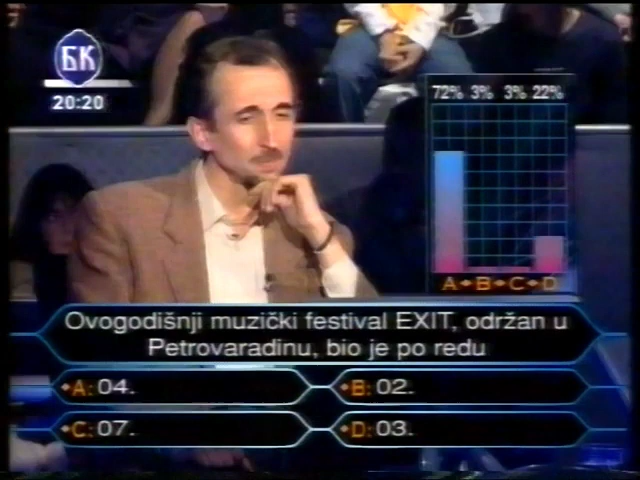 БК
20:20
72% 3% 3% 22%
A B C D
Ovogodišnji muzički festival EXIT, održan u
Petrovaradinu, bio je po redu
A: 04.
B: 02.
C: 07.
D: 03.